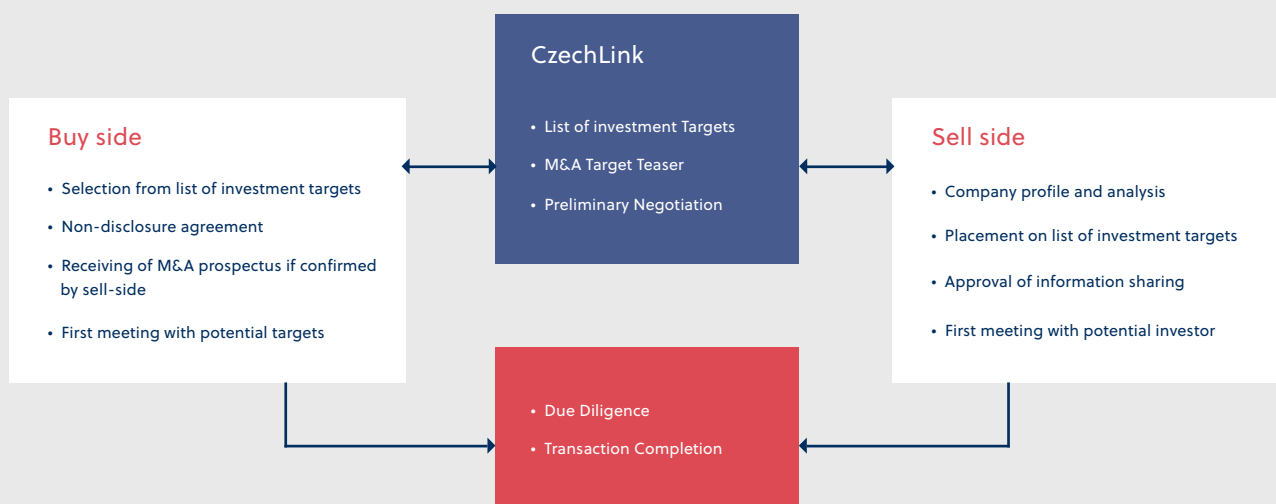 CzechLink
• List of investment Targets
• M&A Target Teaser
• Preliminary Negotiation
Buy side
• Selection from list of investment targets
• Non-disclosure agreement
• Receiving of M&A prospectus if confirmed
by sell-side
• First meeting with potential targets
Sell side
• Company profile and analysis
• Placement on list of investment targets
• Approval of information sharing
• First meeting with potential investor
• Due Diligence
• Transaction Completion